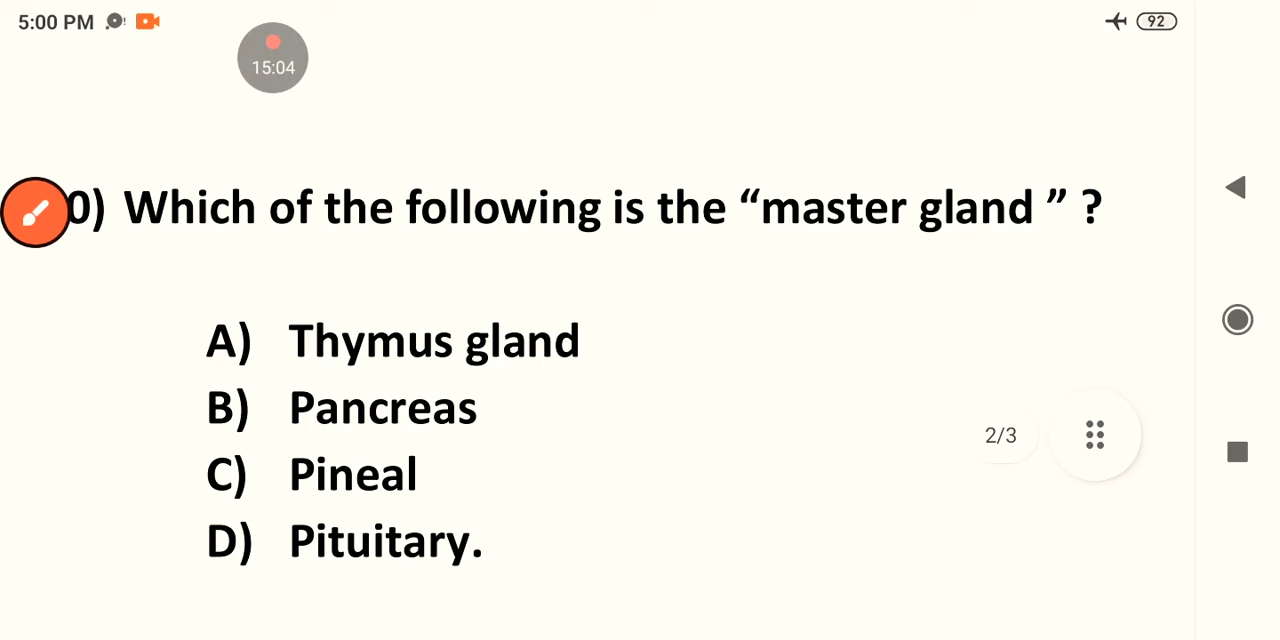 5:00 PM
92
15:04
0) Which of the following is the “master gland ” ?
A) Thymus gland
B) Pancreas
2/3
C) Pineal
D) Pituitary.